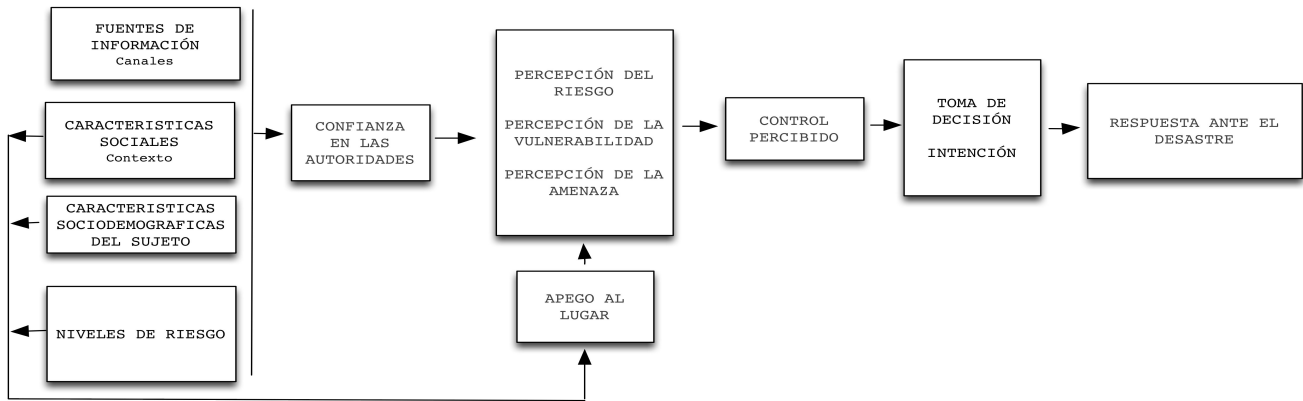 FUENTES DE
INFORMACIÓN
Canales
CARACTERISTICAS
SOCIALES
Contexto
CARACTERISTICAS
SOCIODEMOGRAFICAS
DEL SUJETO
NIVELES DE RIESGO
CONFIANZA
EN LAS
AUTORIDADES
PERCEPCIÓN DEL
RIESGO
PERCEPCIÓN DE LA
VULNERABILIDAD
PERCEPCIÓN DE LA
AMENAZA
APEGO AL
LUGAR
CONTROL
PERCIBIDO
TOMA DE
DECISIÓN
INTENCIÓN
RESPUESTA ANTE EL
DESASTRE